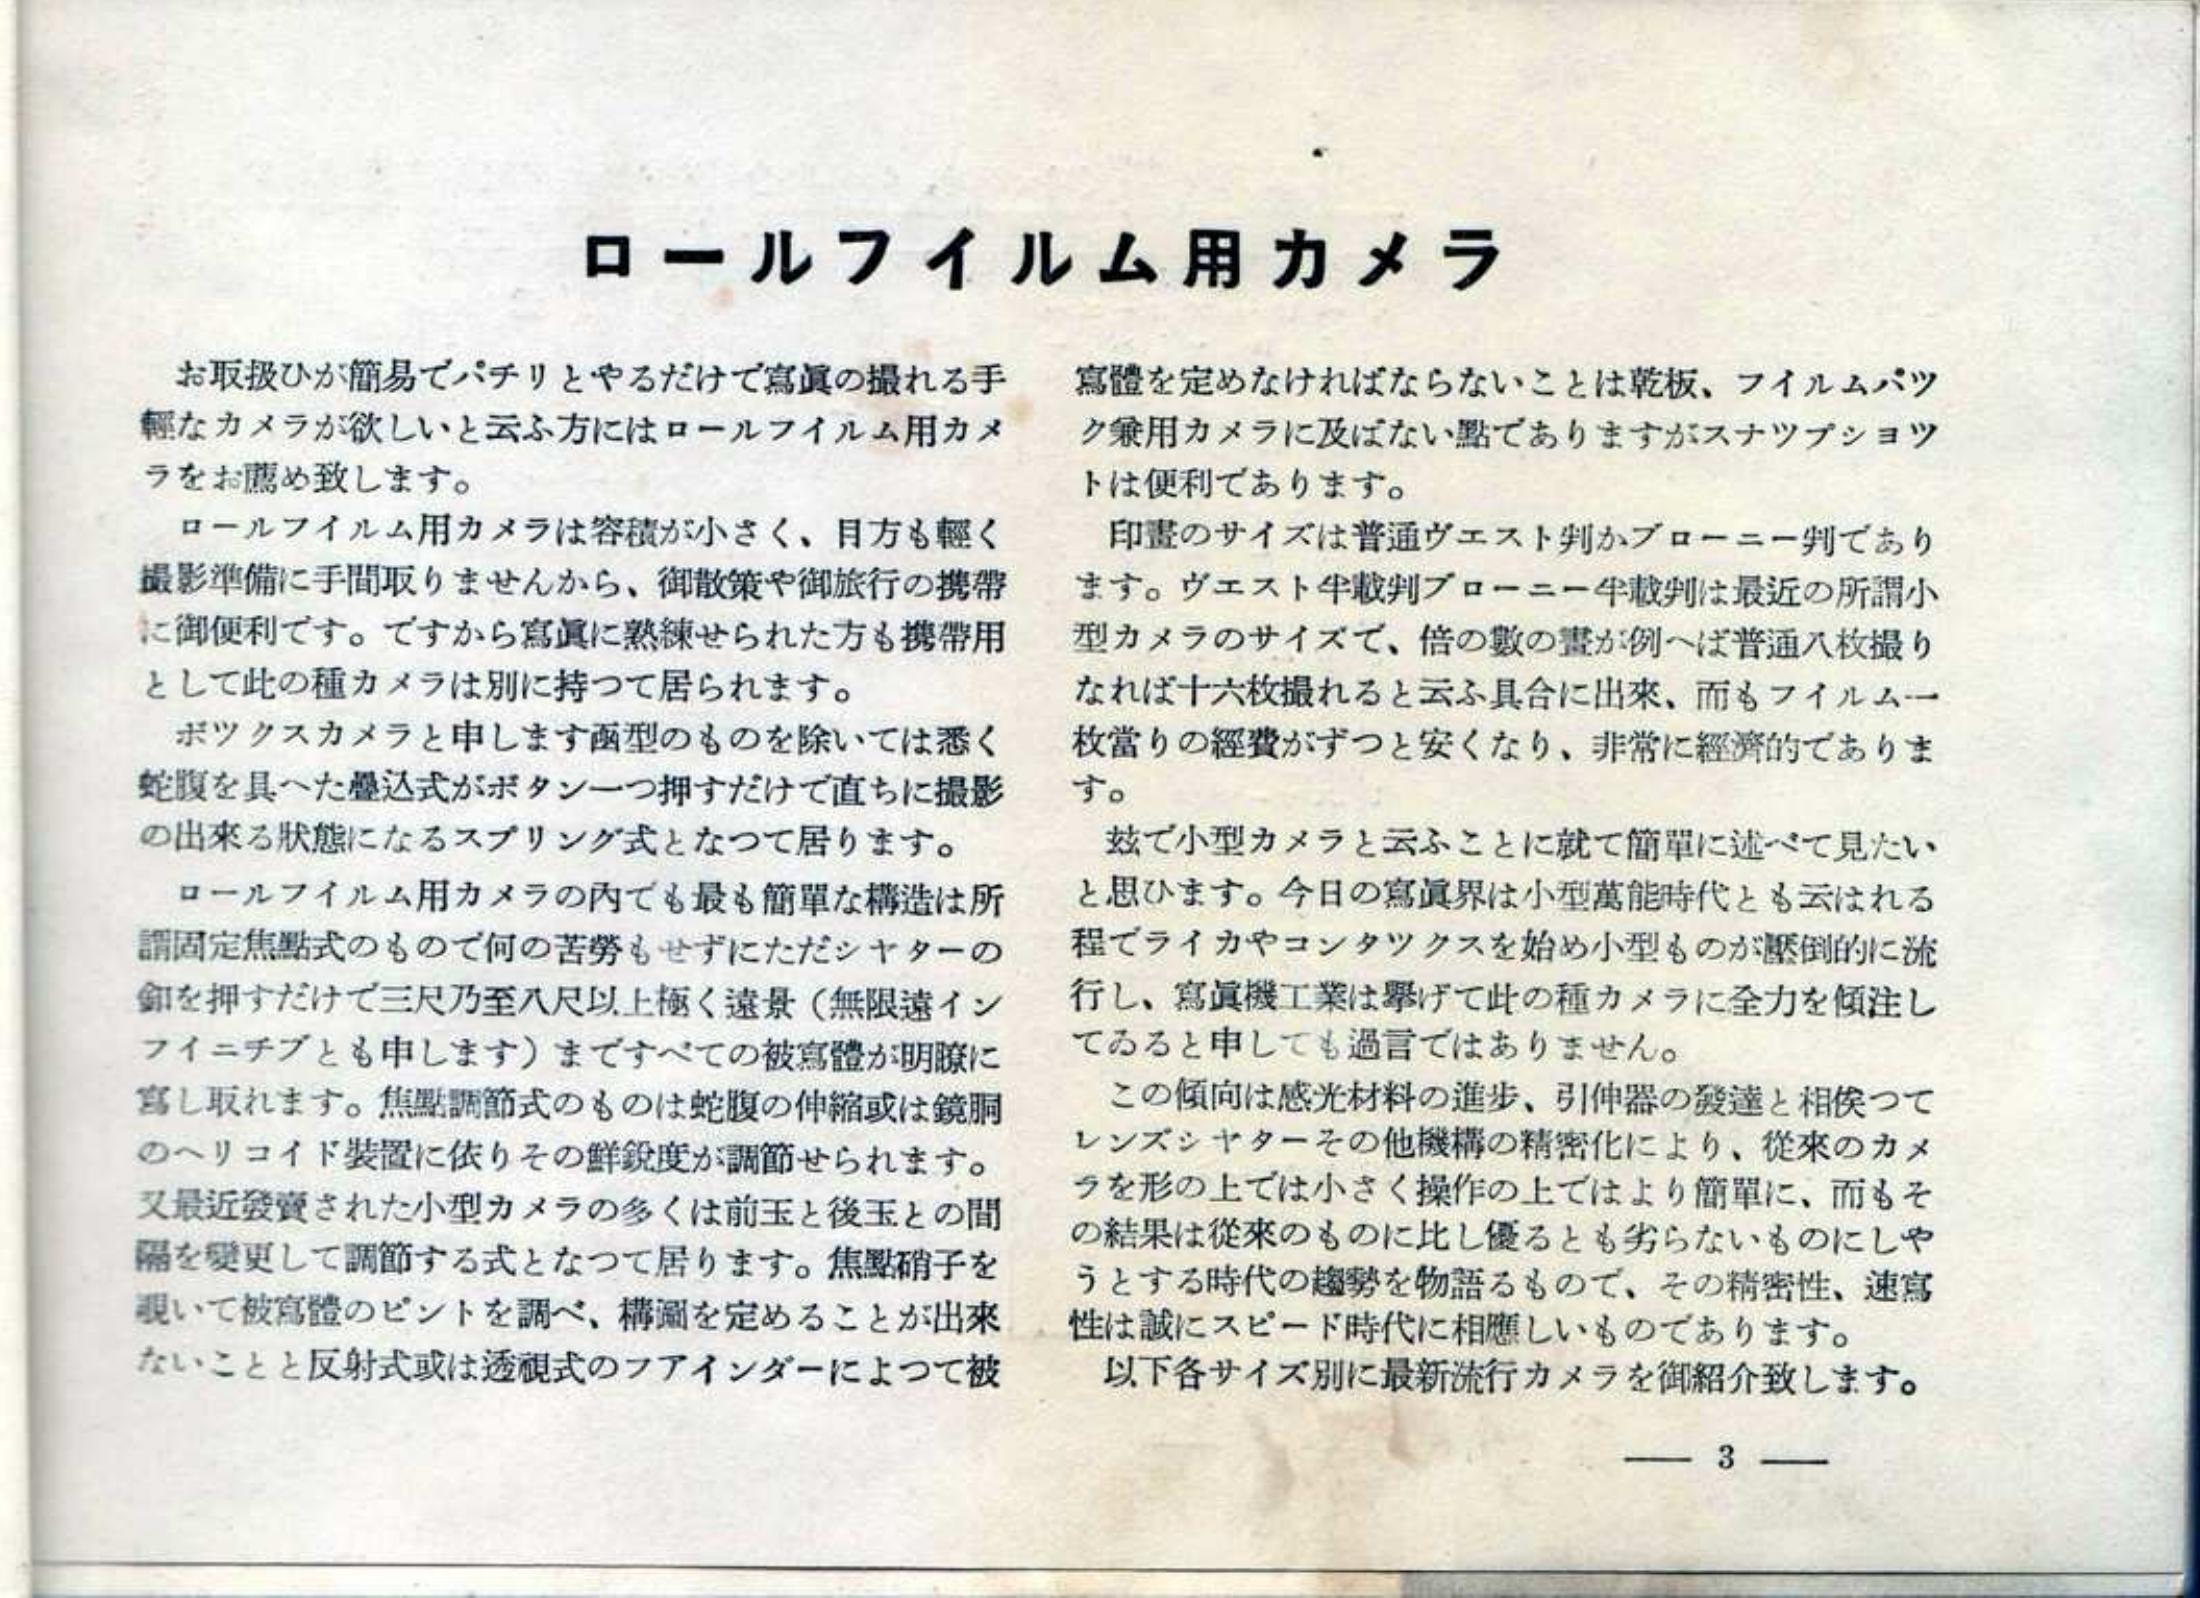 ロールフイルム用カメラ
お取扱ひが簡易でパチリとやるだけで寫眞の撮れる手
輕なカメラが欲しいと云ふ方にはロールフイルム用カメ
ラをお薦め致します。
ロールフイルム用カメラは容積が小さく、目方も輕く
撮影準備に手間取りませんから、御散策や御旅行の携帶
に御便利です。ですから寫眞に熟練せられた方も携帶用
として此の種カメラは別に持つて居られます。
ボツクスカメラと申します函型のものを除いては悉く
蛇腹を具へた疊込式がボタン一つ押すだけで直ちに撮影
の出來る狀態になるスプリング式となつて居ります。
ロールフイルム用カメラの內でも最も簡單な構造は所
謂固定焦點式のもので何の苦勞もせずにただシヤターの
釦を押すだけで三尺乃至八尺以上極く遠景（無限遠イン
フイニチブとも申します）まですべての被寫體が明瞭に
寫し取れます。焦點調節式のものは蛇腹の伸縮或は鏡胴
のヘリコイド裝置に依りその鮮銳度が調節せられます。
又最近發賣された小型カメラの多くは前玉と後玉との間
隔を變更して調節する式となつて居ります。焦點硝子を
覗いて被寫體のピントを調べ、構圖を定めることが出來
ないことと反射式或は透視式のフアインダーによつて被
寫體を定めなければならないことは乾板、フイルムパツ
ク兼用カメラに及ばない點でありますがスナツプシヨツ
トは便利であります。
印畫のサイズは普通ヴエスト判かブローニー判であり
ます。ヴエスト半截判ブローニー半截判は最近の所謂小
型カメラのサイズで、倍の數の畫が例へば普通八枚撮り
なれば十六枚撮れると云ふ具合に出來、而もフイルム一
枚當りの經費がずつと安くなり、非常に經濟的でありま
す。
玆で小型カメラと云ふことに就て簡單に述べて見たい
と思ひます。今日の寫眞界は小型萬能時代とも云はれる
程でライカやコンタツクスを始め小型ものが壓倒的に流
行し、寫眞機工業は擧げて此の種カメラに全力を傾注し
てゐると申しても過言ではありません。
この傾向は感光材料の進步、引伸器の發達と相俟つて
レンズシヤターその他機構の精密化により、從來のカメ
ラを形の上では小さく操作の上ではより簡單に、而もそ
の結果は從來のものに比し優るとも劣らないものにしや
うとする時代の趨勢を物語るもので、その精密性、速寫
性は誠にスピード時代に相應しいものであります。
以下各サイズ別に最新流行カメラを御紹介致します。
— 3 —